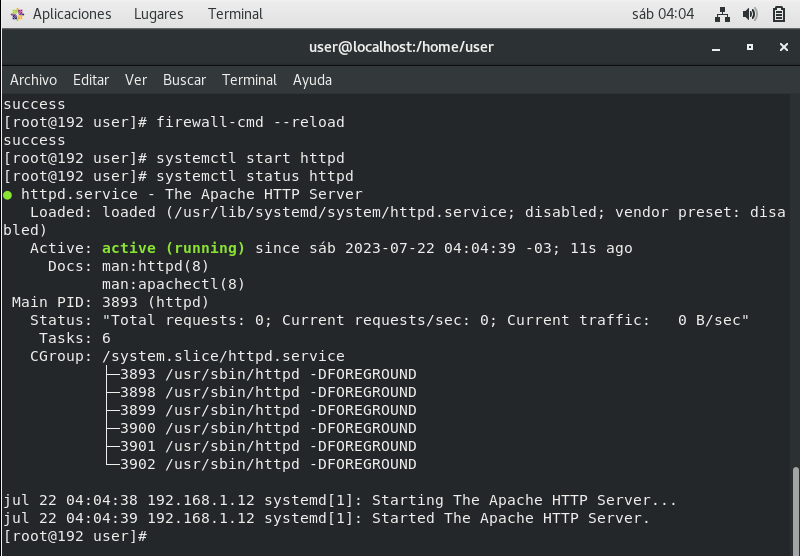 Aplicaciones Lugares Terminal sáb 04:04
user@localhost:/home/user
Archivo Editar Ver Buscar Terminal Ayuda
success
[root@192 user]# firewall-cmd --reload
success
[root@192 user]# systemctl start httpd
[root@192 user]# systemctl status httpd
● httpd.service - The Apache HTTP Server
   Loaded: loaded (/usr/lib/systemd/system/httpd.service; disabled; vendor preset: disa
bled)
   Active: active (running) since sáb 2023-07-22 04:04:39 -03; 11s ago
     Docs: man:httpd(8)
           man:apachectl(8)
 Main PID: 3893 (httpd)
   Status: "Total requests: 0; Current requests/sec: 0; Current traffic:   0 B/sec"
    Tasks: 6
   CGroup: /system.slice/httpd.service
           ├─3893 /usr/sbin/httpd -DFOREGROUND
           ├─3898 /usr/sbin/httpd -DFOREGROUND
           ├─3899 /usr/sbin/httpd -DFOREGROUND
           ├─3900 /usr/sbin/httpd -DFOREGROUND
           ├─3901 /usr/sbin/httpd -DFOREGROUND
           └─3902 /usr/sbin/httpd -DFOREGROUND
jul 22 04:04:38 192.168.1.12 systemd[1]: Starting The Apache HTTP Server...
jul 22 04:04:39 192.168.1.12 systemd[1]: Started The Apache HTTP Server.
[root@192 user]#